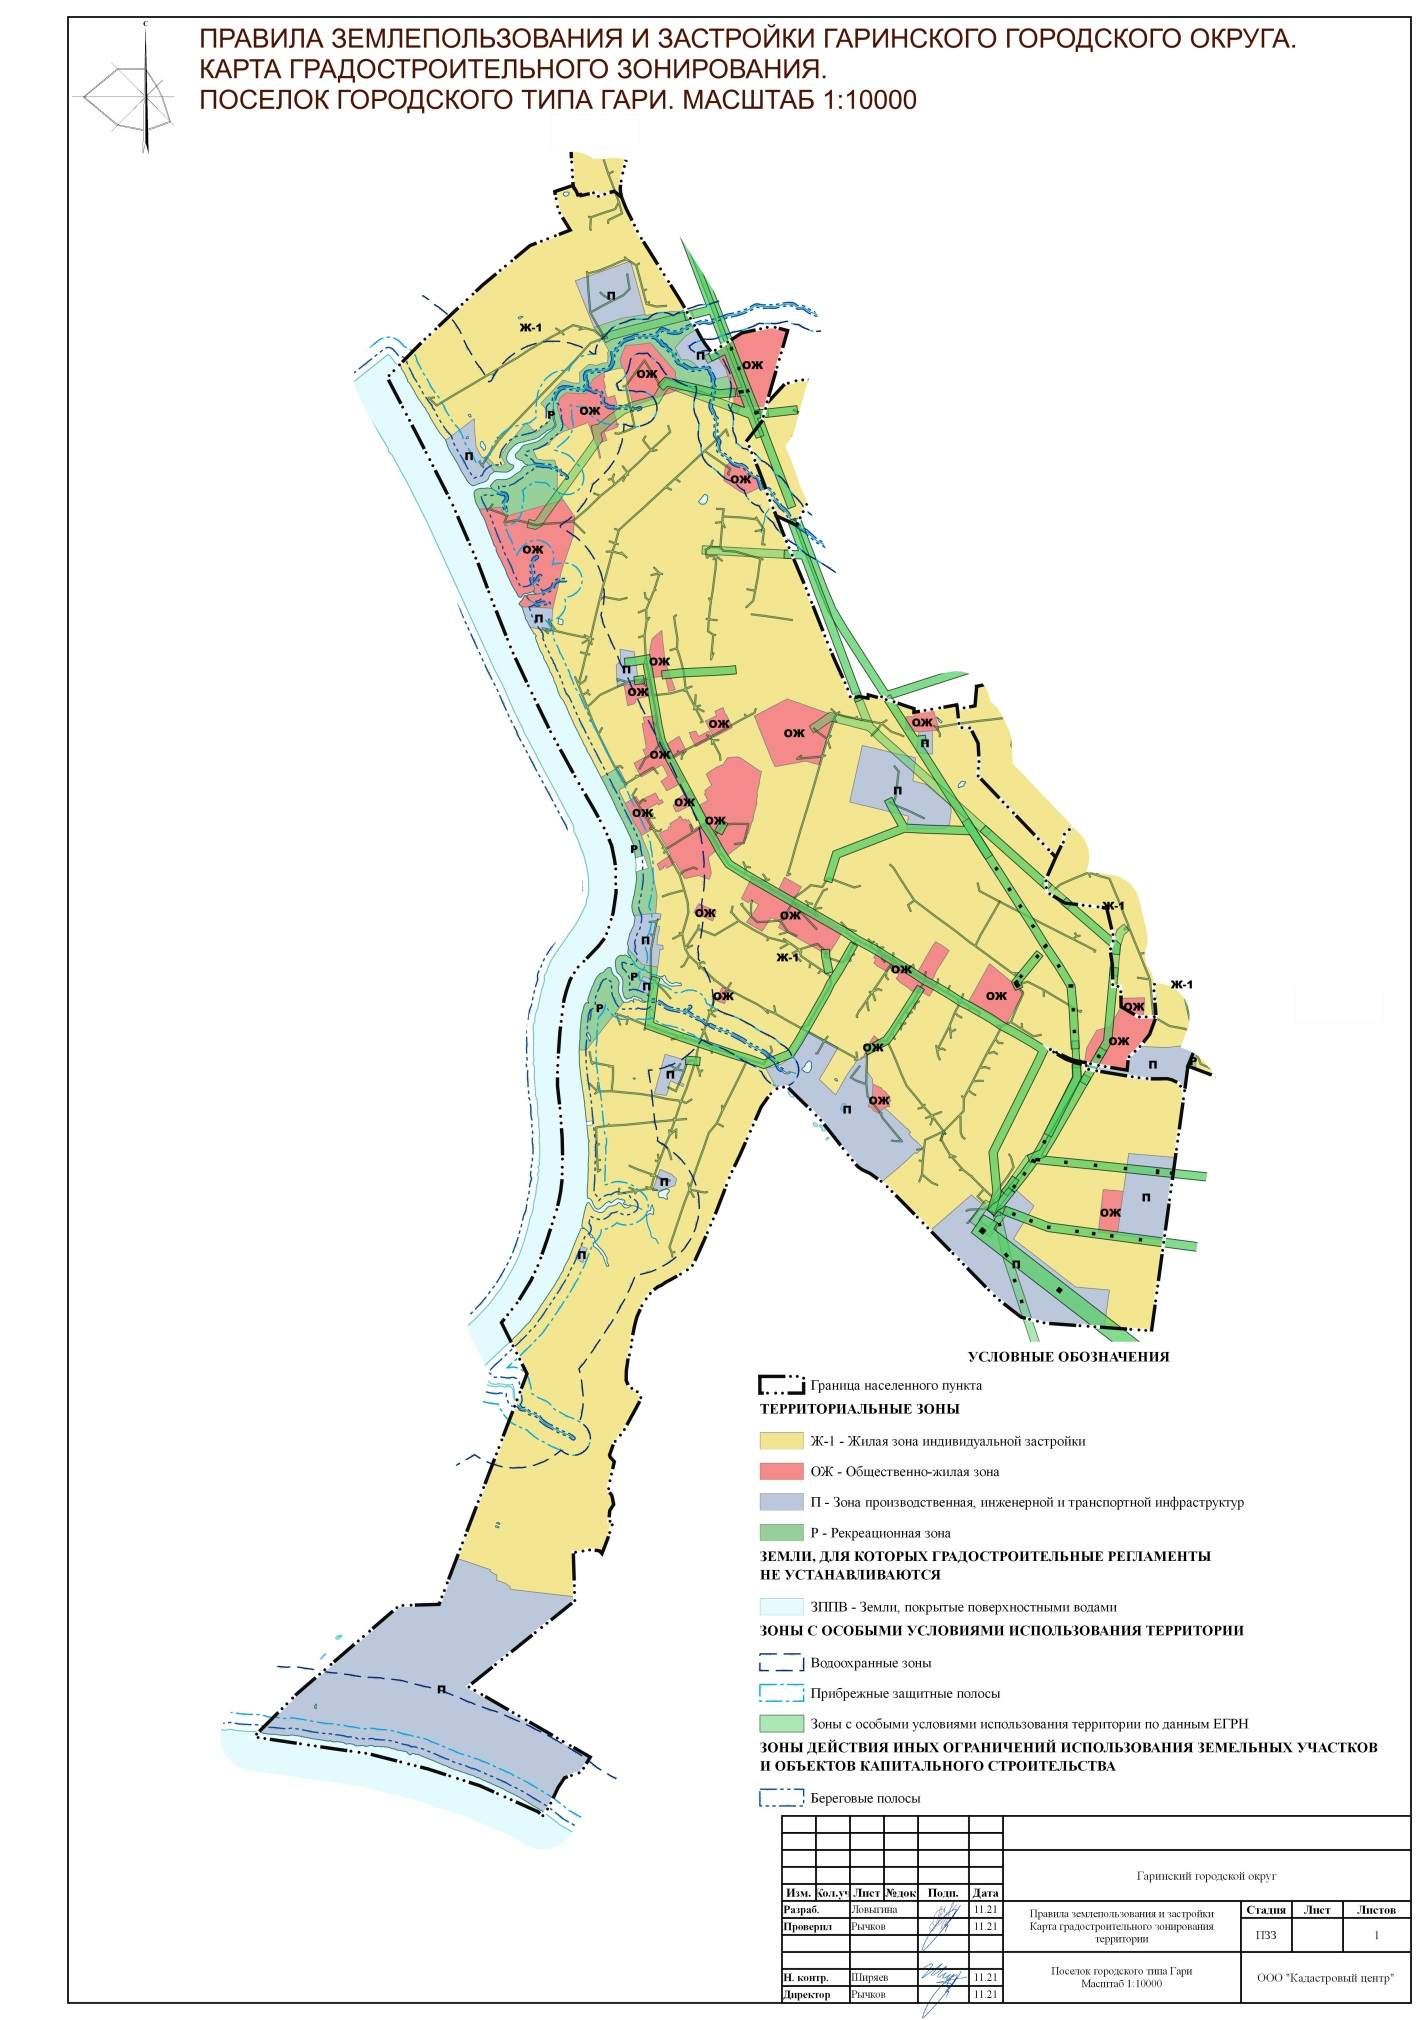 С
ПРАВИЛА ЗЕМЛЕПОЛЬЗОВАНИЯ И ЗАСТРОЙКИ ГАРИНСКОГО ГОРОДСКОГО ОКРУГА.
КАРТА ГРАДОСТРОИТЕЛЬНОГО ЗОНИРОВАНИЯ.
ПОСЕЛОК ГОРОДСКОГО ТИПА ГАРИ. МАСШТАБ 1:10000
П
Ж-1
П
ОЖ
ОЖ
Р
ОЖ
П
ОЖ
ОЖ
П
П
ОЖ
ОЖ
ОЖ
ОЖ
ОЖ
ОЖ
П
ОЖ
П
ОЖ
ОЖ
ОЖ
Р
Ж-1
ОЖ
ОЖ
П
Ж-1
ОЖ
Р
П
Ж-1
ОЖ
ОЖ
ОЖ
Р
ОЖ
ОЖ
П
Р
П
ОЖ
П
П
П
ОЖ
П
П
П
УСЛОВНЫЕ ОБОЗНАЧЕНИЯ
Граница населенного пункта
ТЕРРИТОРИАЛЬНЫЕ ЗОНЫ
Ж-1 - Жилая зона индивидуальной застройки
ОЖ - Общественно-жилая зона
П - Зона производственная, инженерной и транспортной инфраструктур
Р - Рекреационная зона
ЗЕМЛИ, ДЛЯ КОТОРЫХ ГРАДОСТРОИТЕЛЬНЫЕ РЕГЛАМЕНТЫ
НЕ УСТАНАВЛИВАЮТСЯ
ЗППВ - Земли, покрытые поверхностными водами
ЗОНЫ С ОСОБЫМИ УСЛОВИЯМИ ИСПОЛЬЗОВАНИЯ ТЕРРИТОРИИ
Водоохранные зоны
П
Прибрежные защитные полосы
Зоны с особыми условиями использования территории по данным ЕГРН
ЗОНЫ ДЕЙСТВИЯ ИНЫХ ОГРАНИЧЕНИЙ ИСПОЛЬЗОВАНИЯ ЗЕМЕЛЬНЫХ УЧАСТКОВ
И ОБЪЕКТОВ КАПИТАЛЬНОГО СТРОИТЕЛЬСТВА
Береговые полосы
Гаринский городской округ
Изм. Кол.уч Лист №док Подп. Дата
Разраб. Ловыгина 11.21
Проверил Рычков 11.21
Н. контр. Ширяев 11.21
Директор Рычков 11.21
Правила землепользования и застройки
Карта градостроительного зонирования
территории
Стадия Лист Листов
ПЗЗ 1
Поселок городского типа Гари
Масштаб 1:10000
ООО "Кадастровый центр"